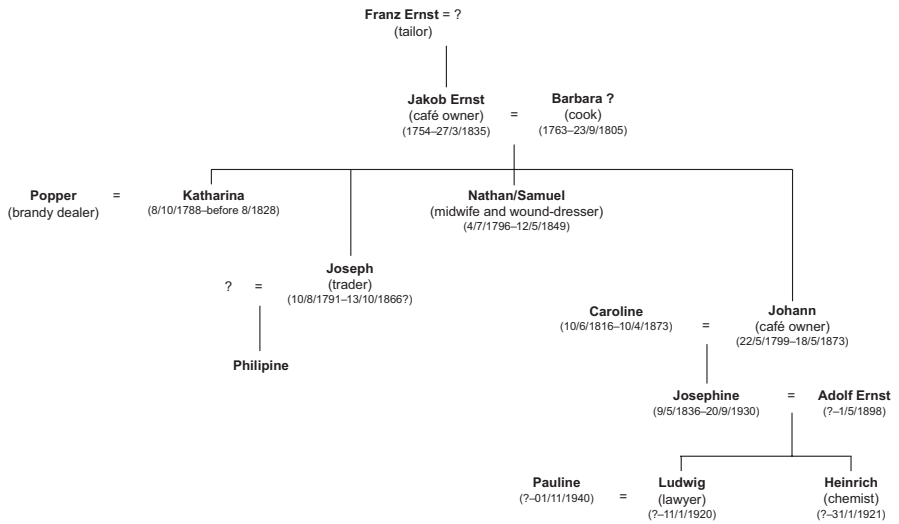 Franz Ernst = ?
(tailor)
Jakob Ernst
(café owner)
(1754–27/3/1835)
=
Barbara ?
(cook)
(1763–23/9/1805)
Popper
(brandy dealer)
=
Katharina
(8/10/1788–before 8/1828)
Nathan/Samuel
(midwife and wound-dresser)
(4/7/1796–12/5/1849)
? =
Joseph
(trader)
(10/8/1791–13/10/1866?)
Philipine
Caroline
(10/6/1816–10/4/1873)
=
Johann
(café owner)
(22/5/1799–18/5/1873)
Josephine
(9/5/1836–20/9/1930)
=
Adolf Ernst
(?–1/5/1898)
Pauline
(?–01/11/1940)
=
Ludwig
(lawyer)
(?–11/1/1920)
Heinrich
(chemist)
(?–31/1/1921)